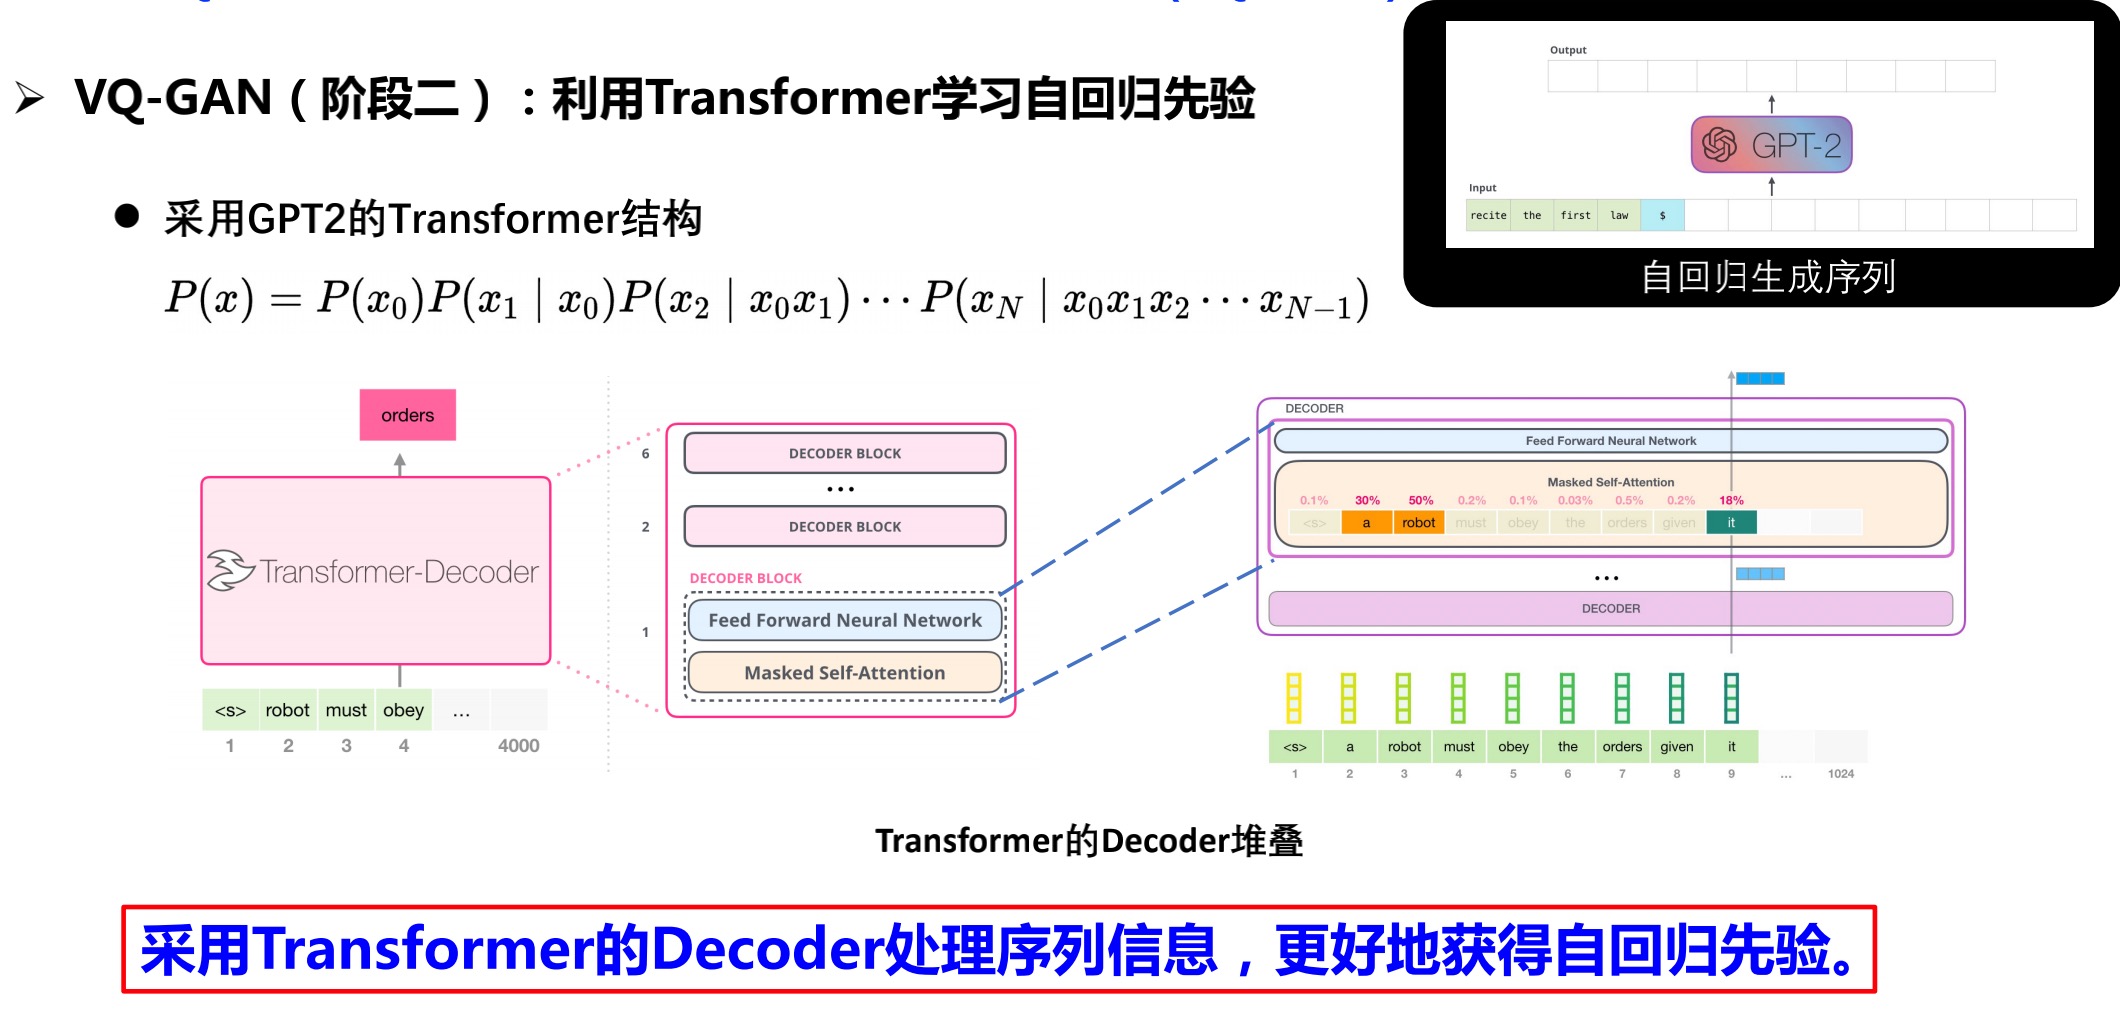 VQ-GAN（阶段二）：利用Transformer学习自回归先验
Output
GPT-2
Input
recite the first law $
自回归生成序列
采用GPT2的Transformer结构
P(x) = P(x_0)P(x_1 | x_0)P(x_2 | x_0x_1) ··· P(x_N | x_0x_1x_2 ··· x_{N−1})
orders
Transformer-Decoder
<s> robot must obey ...
1 2 3 4 4000
6 DECODER BLOCK
...
2 DECODER BLOCK
DECODER BLOCK
1
Feed Forward Neural Network
Masked Self-Attention
DECODER
Feed Forward Neural Network
Masked Self-Attention
0.1% 30% 50% 0.2% 0.1% 0.03% 0.5% 0.2% 18%
<s> a robot must obey the orders given it
...
DECODER
<s> a robot must obey the orders given it
1 2 3 4 5 6 7 8 9 ... 1024
Transformer的Decoder堆叠
采用Transformer的Decoder处理序列信息，更好地获得自回归先验。